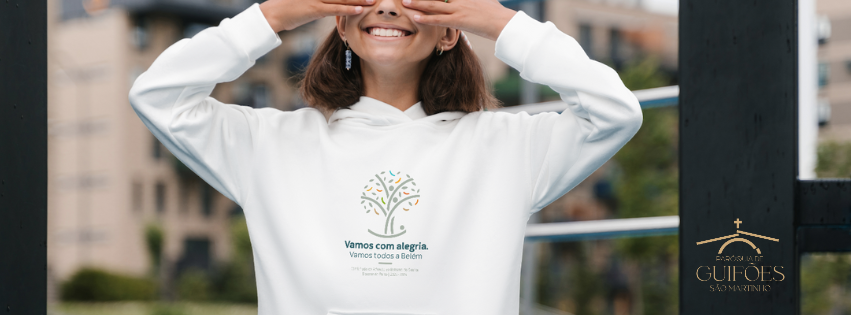 Vamos com alegria.
Vamos todos a Belém
PARÓQUIA DE
GUIFÕES
SÃO MARTINHO